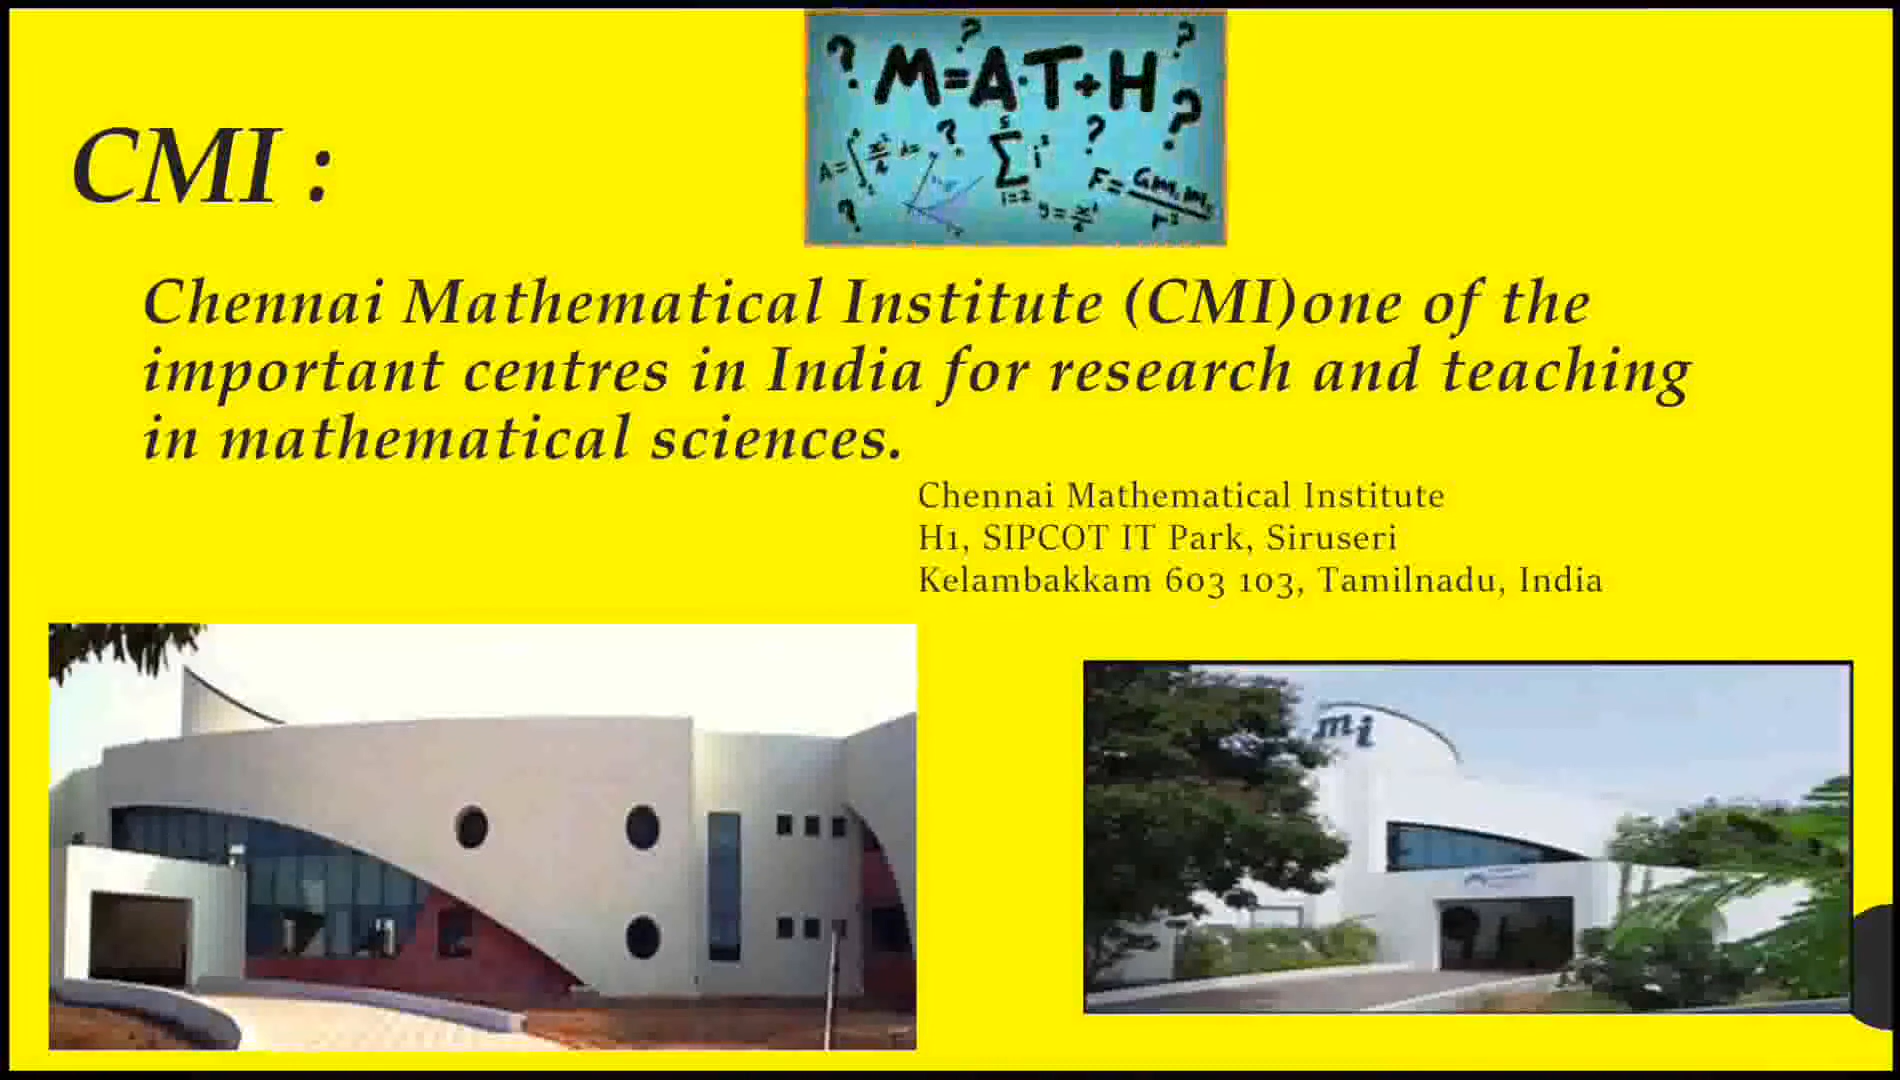 M=A·T+H
CMI :
Chennai Mathematical Institute (CMI)one of the
important centres in India for research and teaching
in mathematical sciences.
Chennai Mathematical Institute
H1, SIPCOT IT Park, Siruseri
Kelambakkam 603 103, Tamilnadu, India
mi